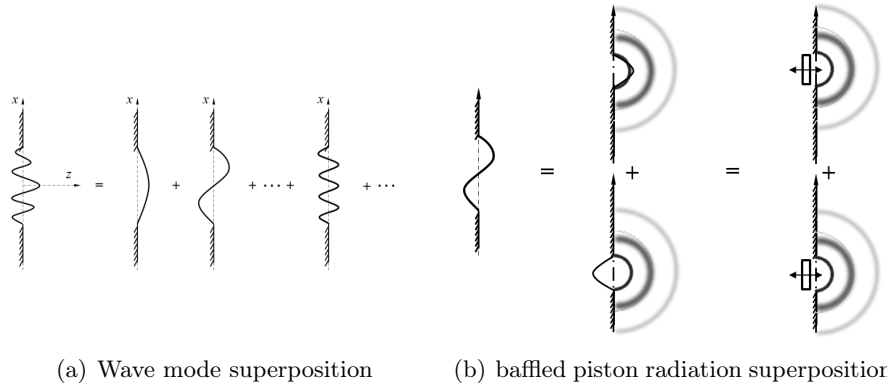 x x x x
z
= + + ··· + + ···
= + = +
(a) Wave mode superposition
(b) baffled piston radiation superposition